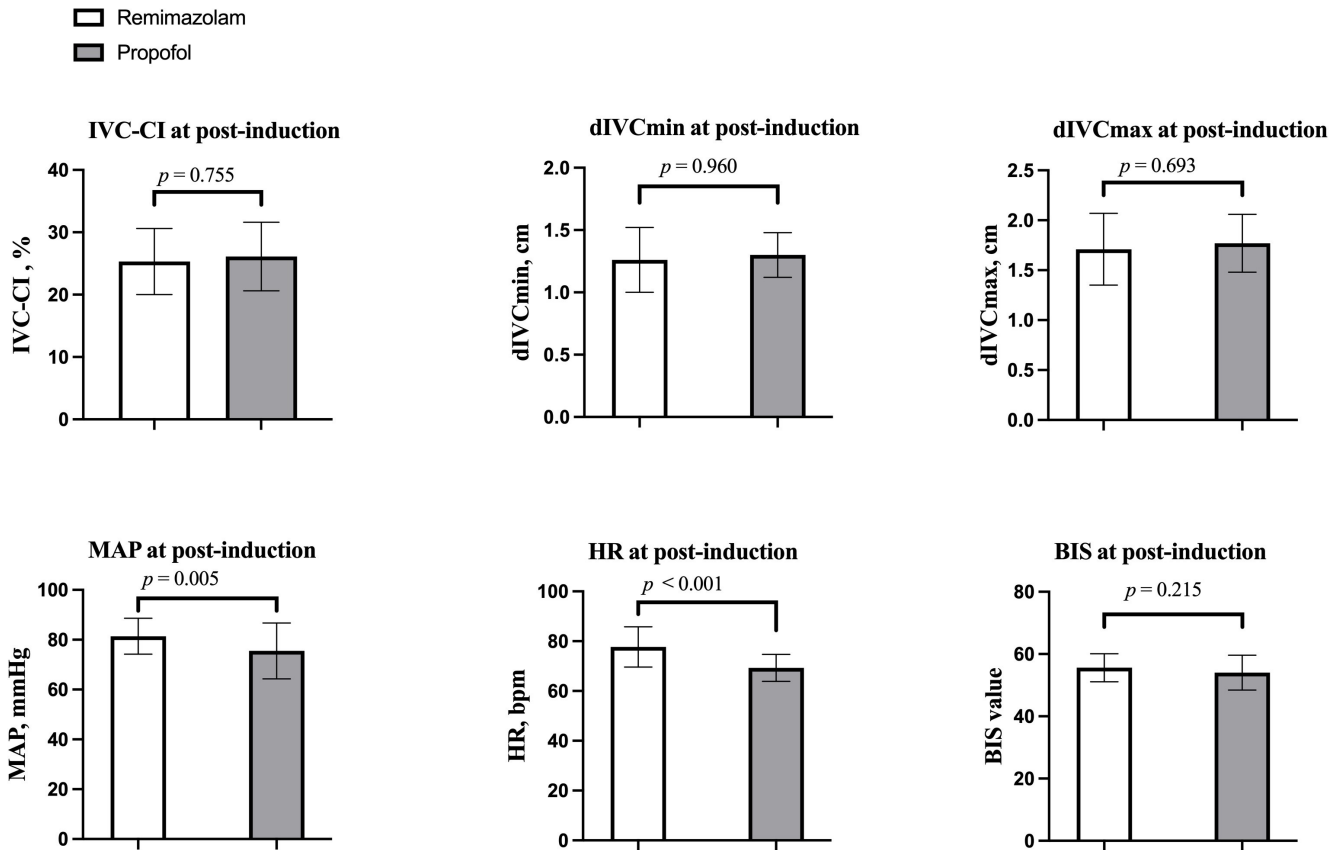 Remimazolam
Propofol
IVC-CI at post-induction
p = 0.755
40
30
20
10
0
IVC-CI , %
dIVCmin at post-induction
p = 0.960
2.0
1.5
1.0
0.5
0.0
dIVCmin, cm
dIVCmax at post-induction
p = 0.693
2.5
2.0
1.5
1.0
0.5
0.0
dIVCmax, cm
MAP at post-induction
p = 0.005
100
80
60
40
20
0
MAP, mmHg
HR at post-induction
p < 0.001
100
80
60
40
20
0
HR, bpm
BIS at post-induction
p = 0.215
80
60
40
20
0
BIS value